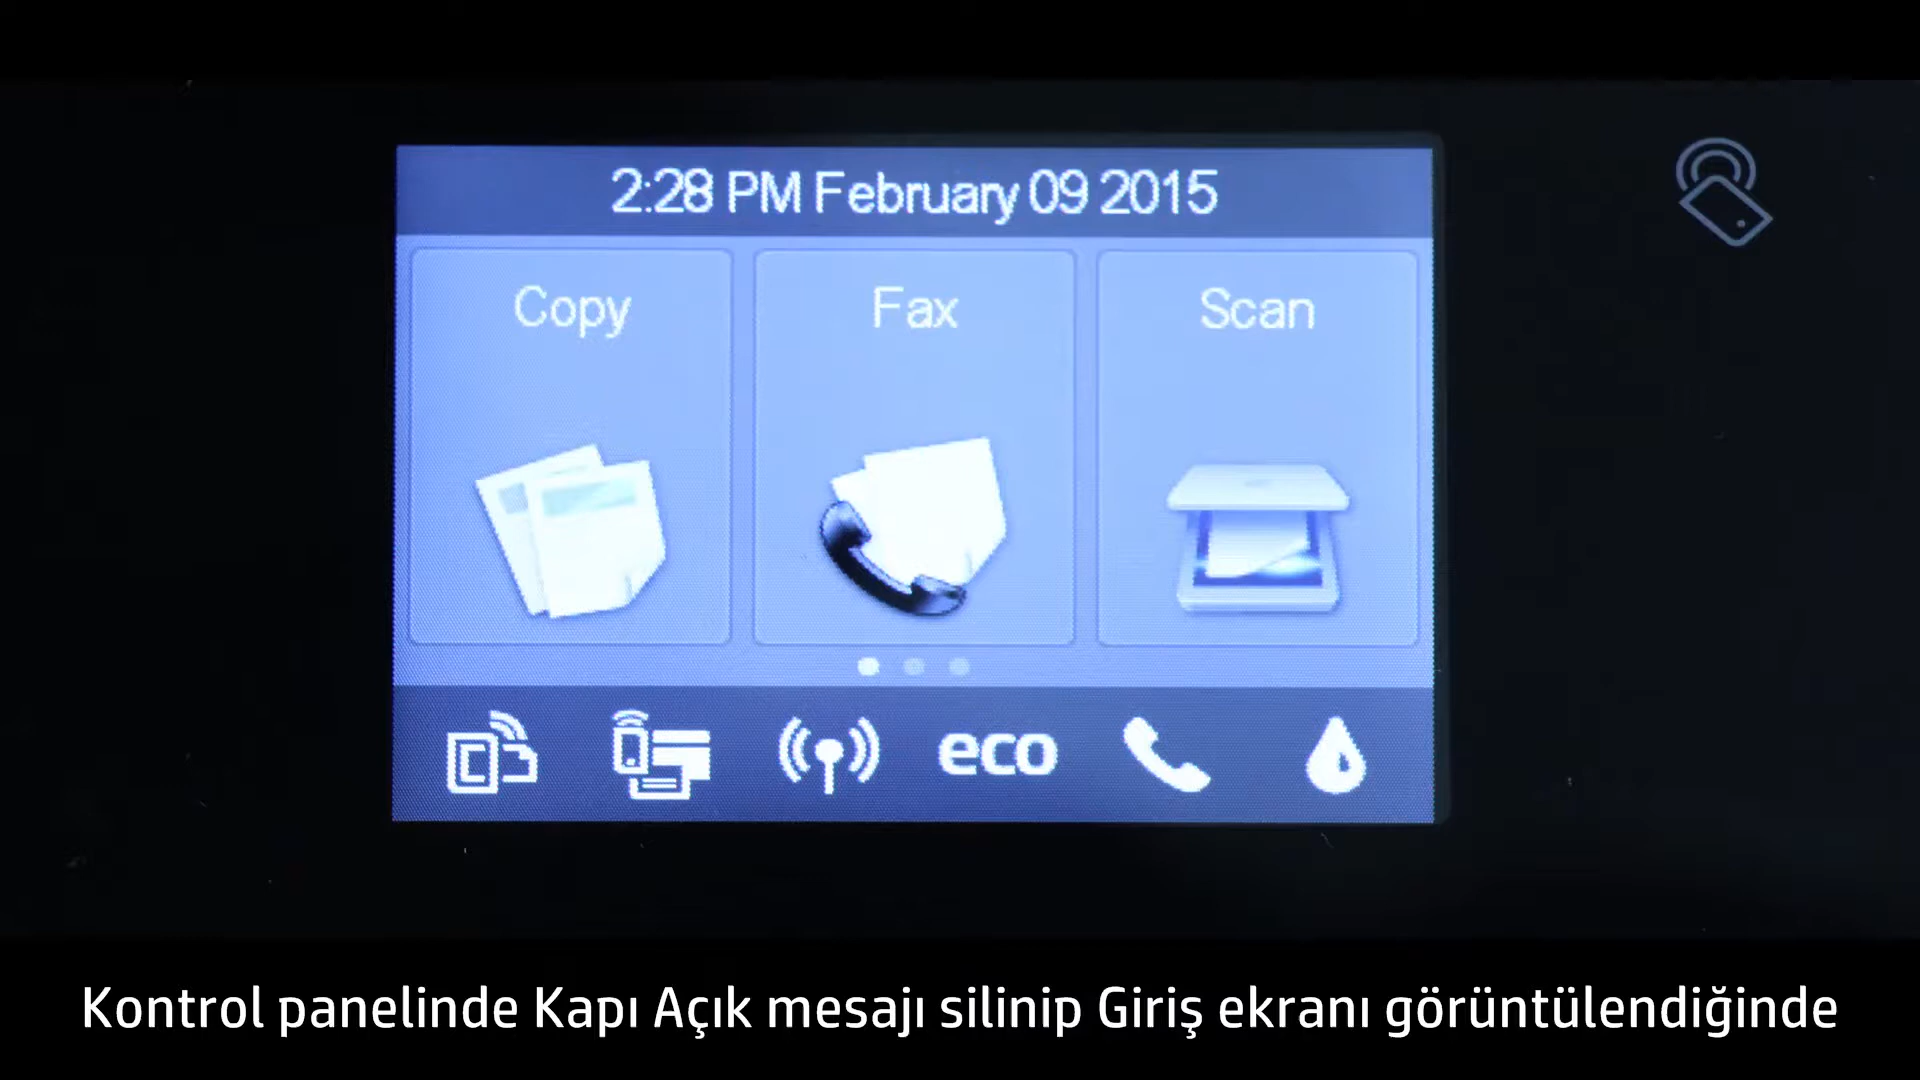 2:28 PM February 09 2015
Copy
Fax
Scan
eco
Kontrol panelinde Kapı Açık mesajı silinip Giriş ekranı görüntülendiğinde